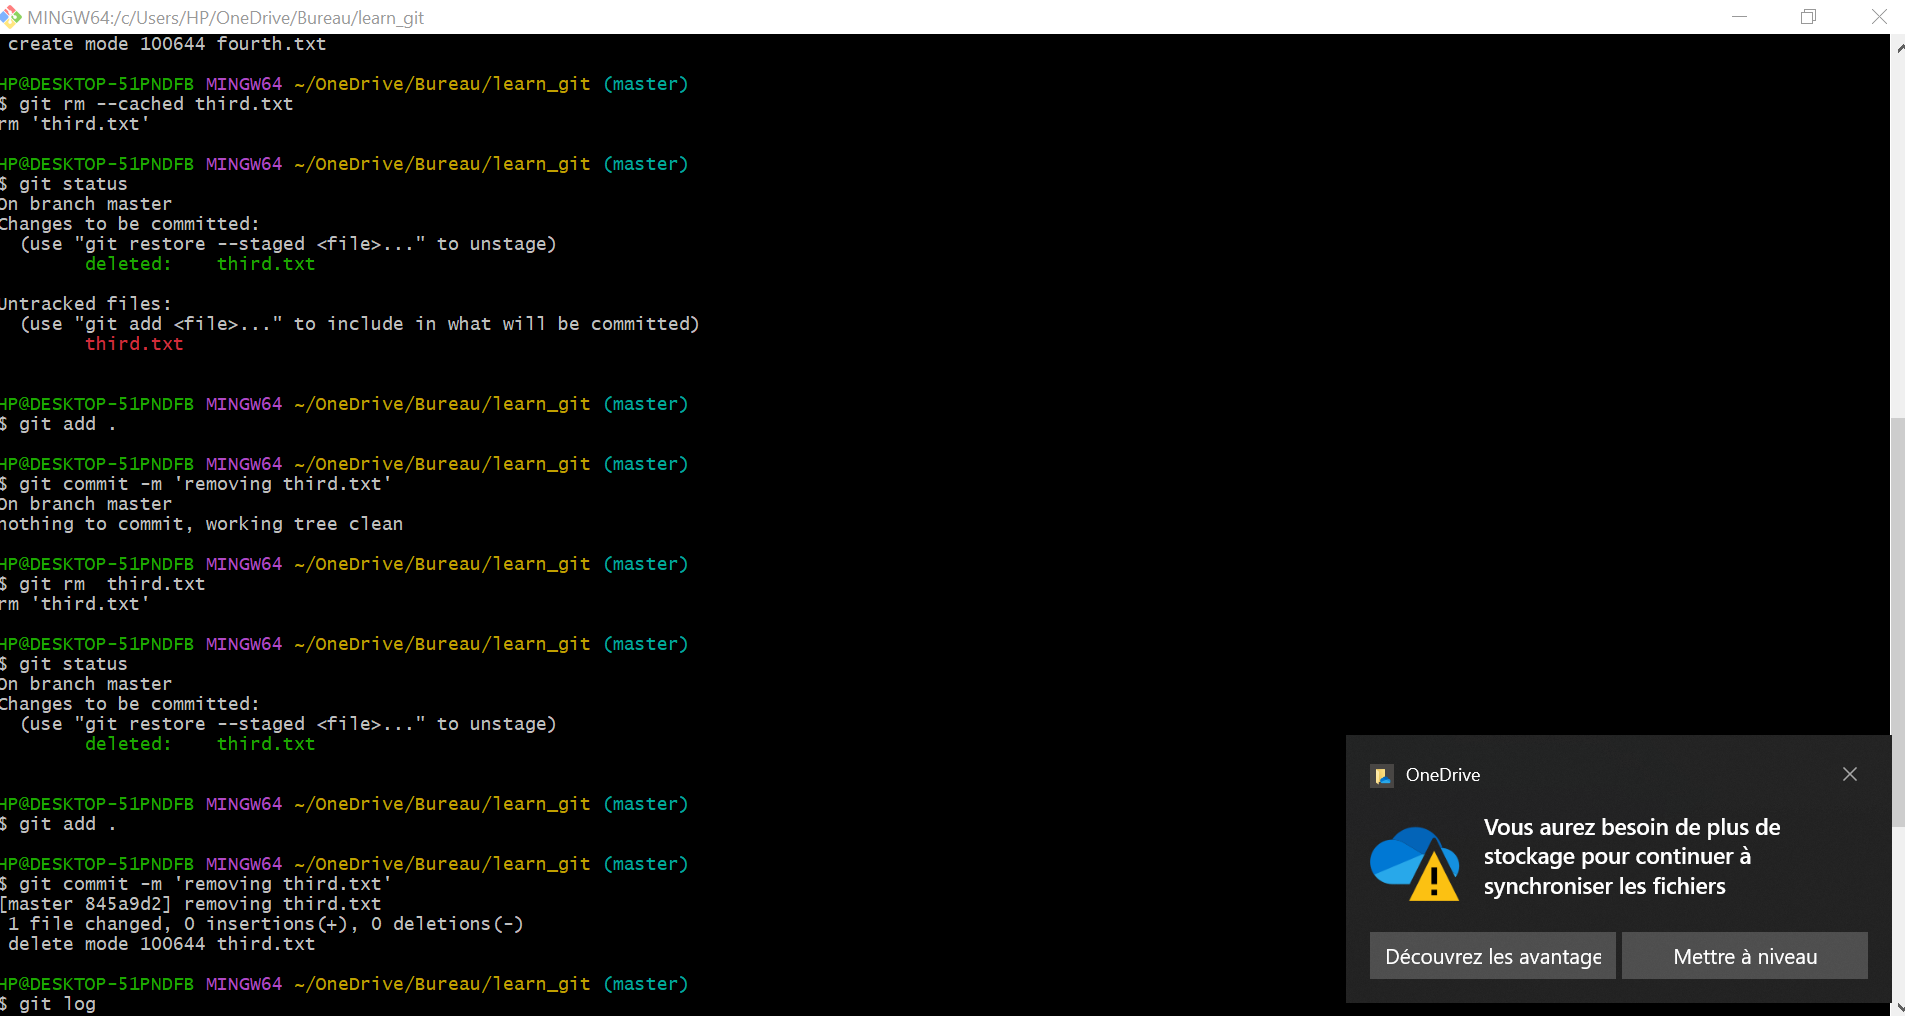 MINGW64:/c/Users/HP/OneDrive/Bureau/learn_git
create mode 100644 fourth.txt
HP@DESKTOP-51PNDFB MINGW64 ~/OneDrive/Bureau/learn_git (master)
$ git rm --cached third.txt
rm 'third.txt'
HP@DESKTOP-51PNDFB MINGW64 ~/OneDrive/Bureau/learn_git (master)
$ git status
On branch master
Changes to be committed:
  (use "git restore --staged <file>..." to unstage)
        deleted:    third.txt
Untracked files:
  (use "git add <file>..." to include in what will be committed)
        third.txt
HP@DESKTOP-51PNDFB MINGW64 ~/OneDrive/Bureau/learn_git (master)
$ git add .
HP@DESKTOP-51PNDFB MINGW64 ~/OneDrive/Bureau/learn_git (master)
$ git commit -m 'removing third.txt'
On branch master
nothing to commit, working tree clean
HP@DESKTOP-51PNDFB MINGW64 ~/OneDrive/Bureau/learn_git (master)
$ git rm  third.txt
rm 'third.txt'
HP@DESKTOP-51PNDFB MINGW64 ~/OneDrive/Bureau/learn_git (master)
$ git status
On branch master
Changes to be committed:
  (use "git restore --staged <file>..." to unstage)
        deleted:    third.txt
HP@DESKTOP-51PNDFB MINGW64 ~/OneDrive/Bureau/learn_git (master)
$ git add .
HP@DESKTOP-51PNDFB MINGW64 ~/OneDrive/Bureau/learn_git (master)
$ git commit -m 'removing third.txt'
[master 845a9d2] removing third.txt
 1 file changed, 0 insertions(+), 0 deletions(-)
 delete mode 100644 third.txt
HP@DESKTOP-51PNDFB MINGW64 ~/OneDrive/Bureau/learn_git (master)
$ git log
OneDrive
Vous aurez besoin de plus de
stockage pour continuer à
synchroniser les fichiers
Découvrez les avantage
Mettre à niveau